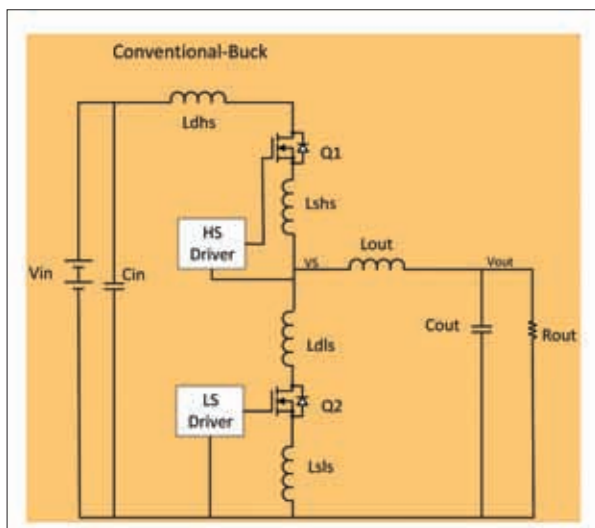 Conventional-Buck
Ldhs
Q1
Lshs
HS
Driver
Vin
Cin
VS
Lout
Vout
Cout
Rout
Ldls
LS
Driver
Q2
Lsls